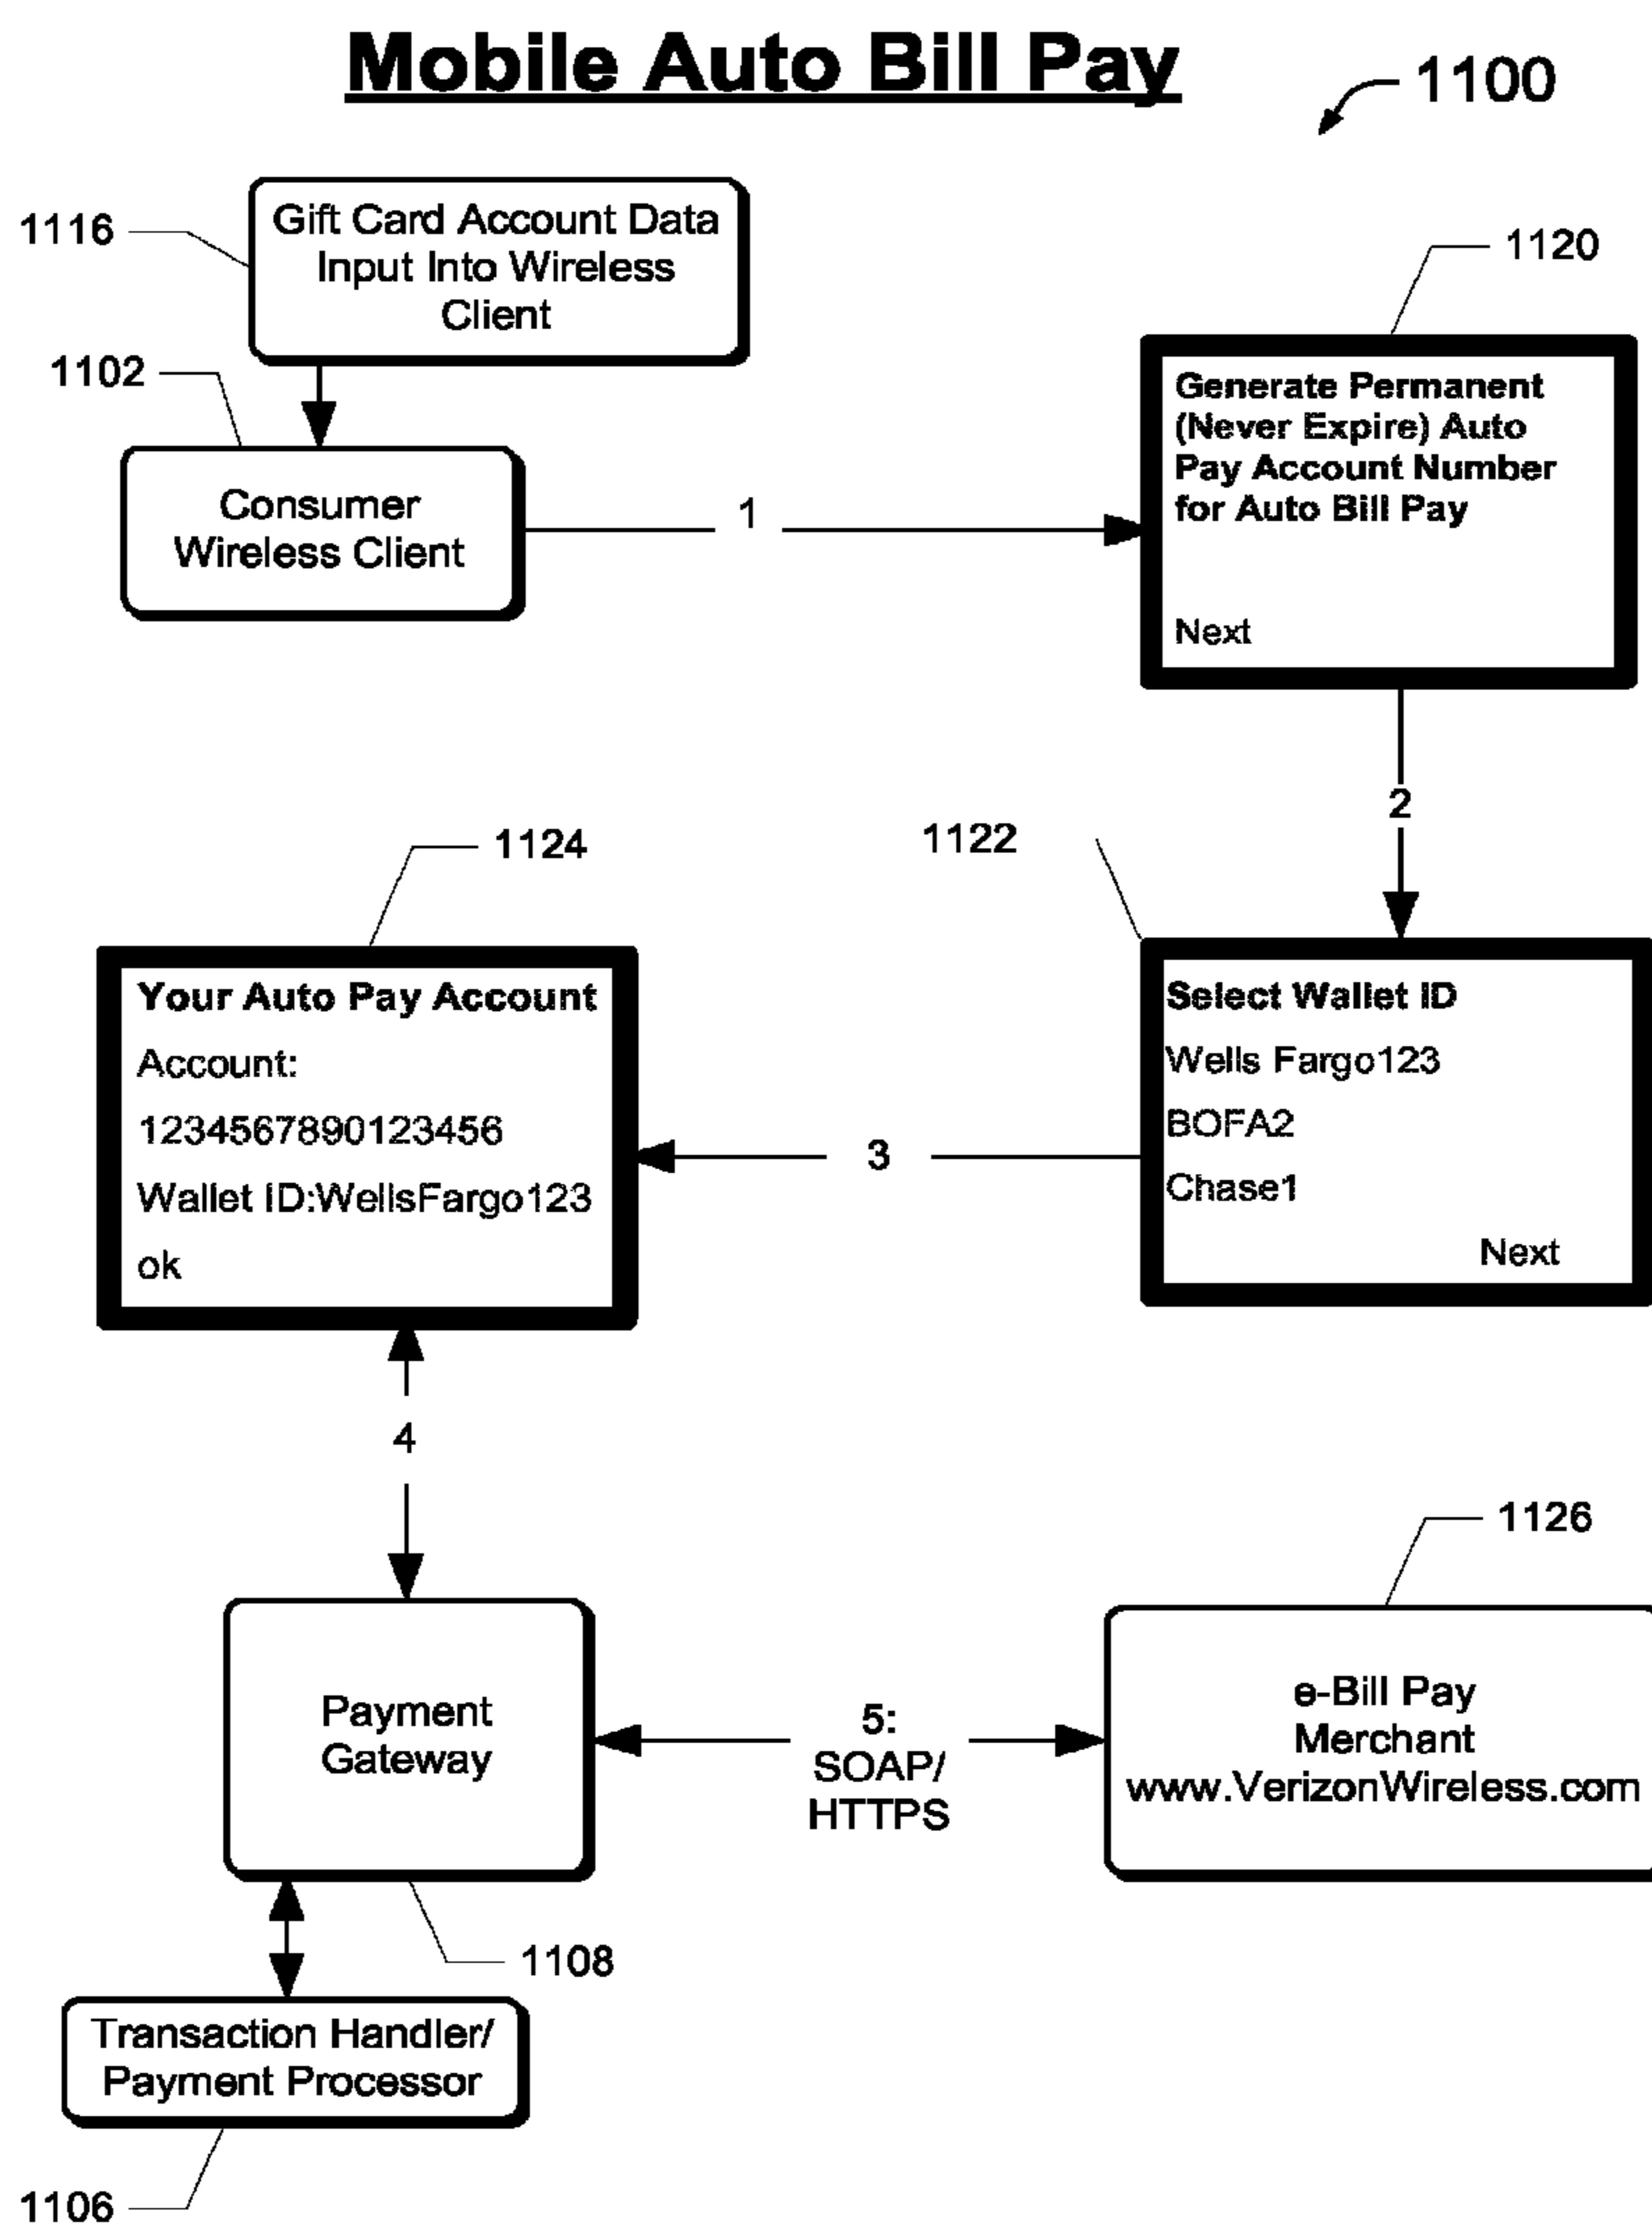 Mobile Auto Bill Pay
1100
1116
Gift Card Account Data
Input Into Wireless
Client
1120
1102
Consumer
Wireless Client
1
Generate Permanent
(Never Expire) Auto
Pay Account Number
for Auto Bill Pay
Next
2
1124
1122
Your Auto Pay Account
Account:
1234567890123456
Wallet ID:WellsFargo123
ok
3
Select Wallet ID
Wells Fargo123
BOFA2
Chase1
Next
4
1126
Payment
Gateway
5:
SOAP/
HTTPS
e-Bill Pay
Merchant
www.VerizonWireless.com
1108
Transaction Handler/
Payment Processor
1106